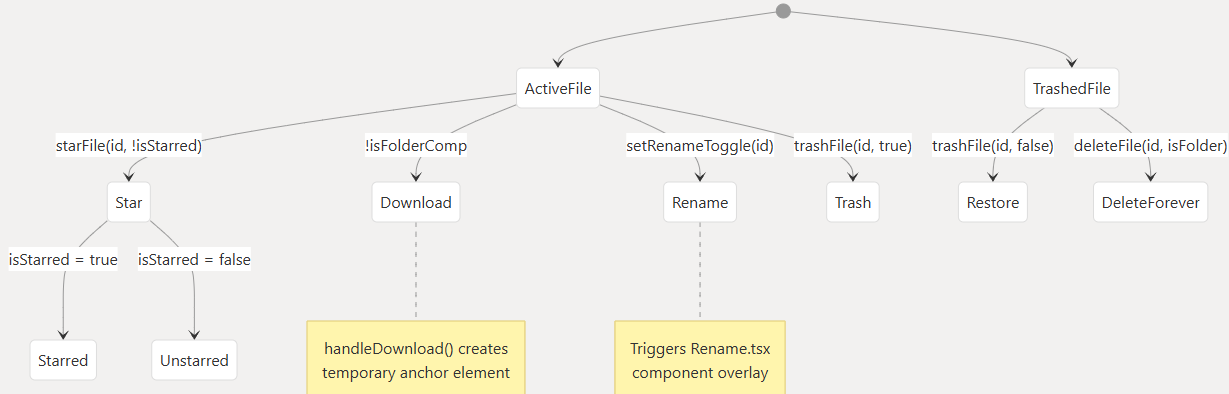 ActiveFile
TrashedFile
starFile(id, !isStarred)
!isFolderComp
setRenameToggle(id)
trashFile(id, true)
trashFile(id, false)
deleteFile(id, isFolder)
Star
Download
Rename
Trash
Restore
DeleteForever
isStarred = true
isStarred = false
Starred
Unstarred
handleDownload() creates
temporary anchor element
Triggers Rename.tsx
component overlay